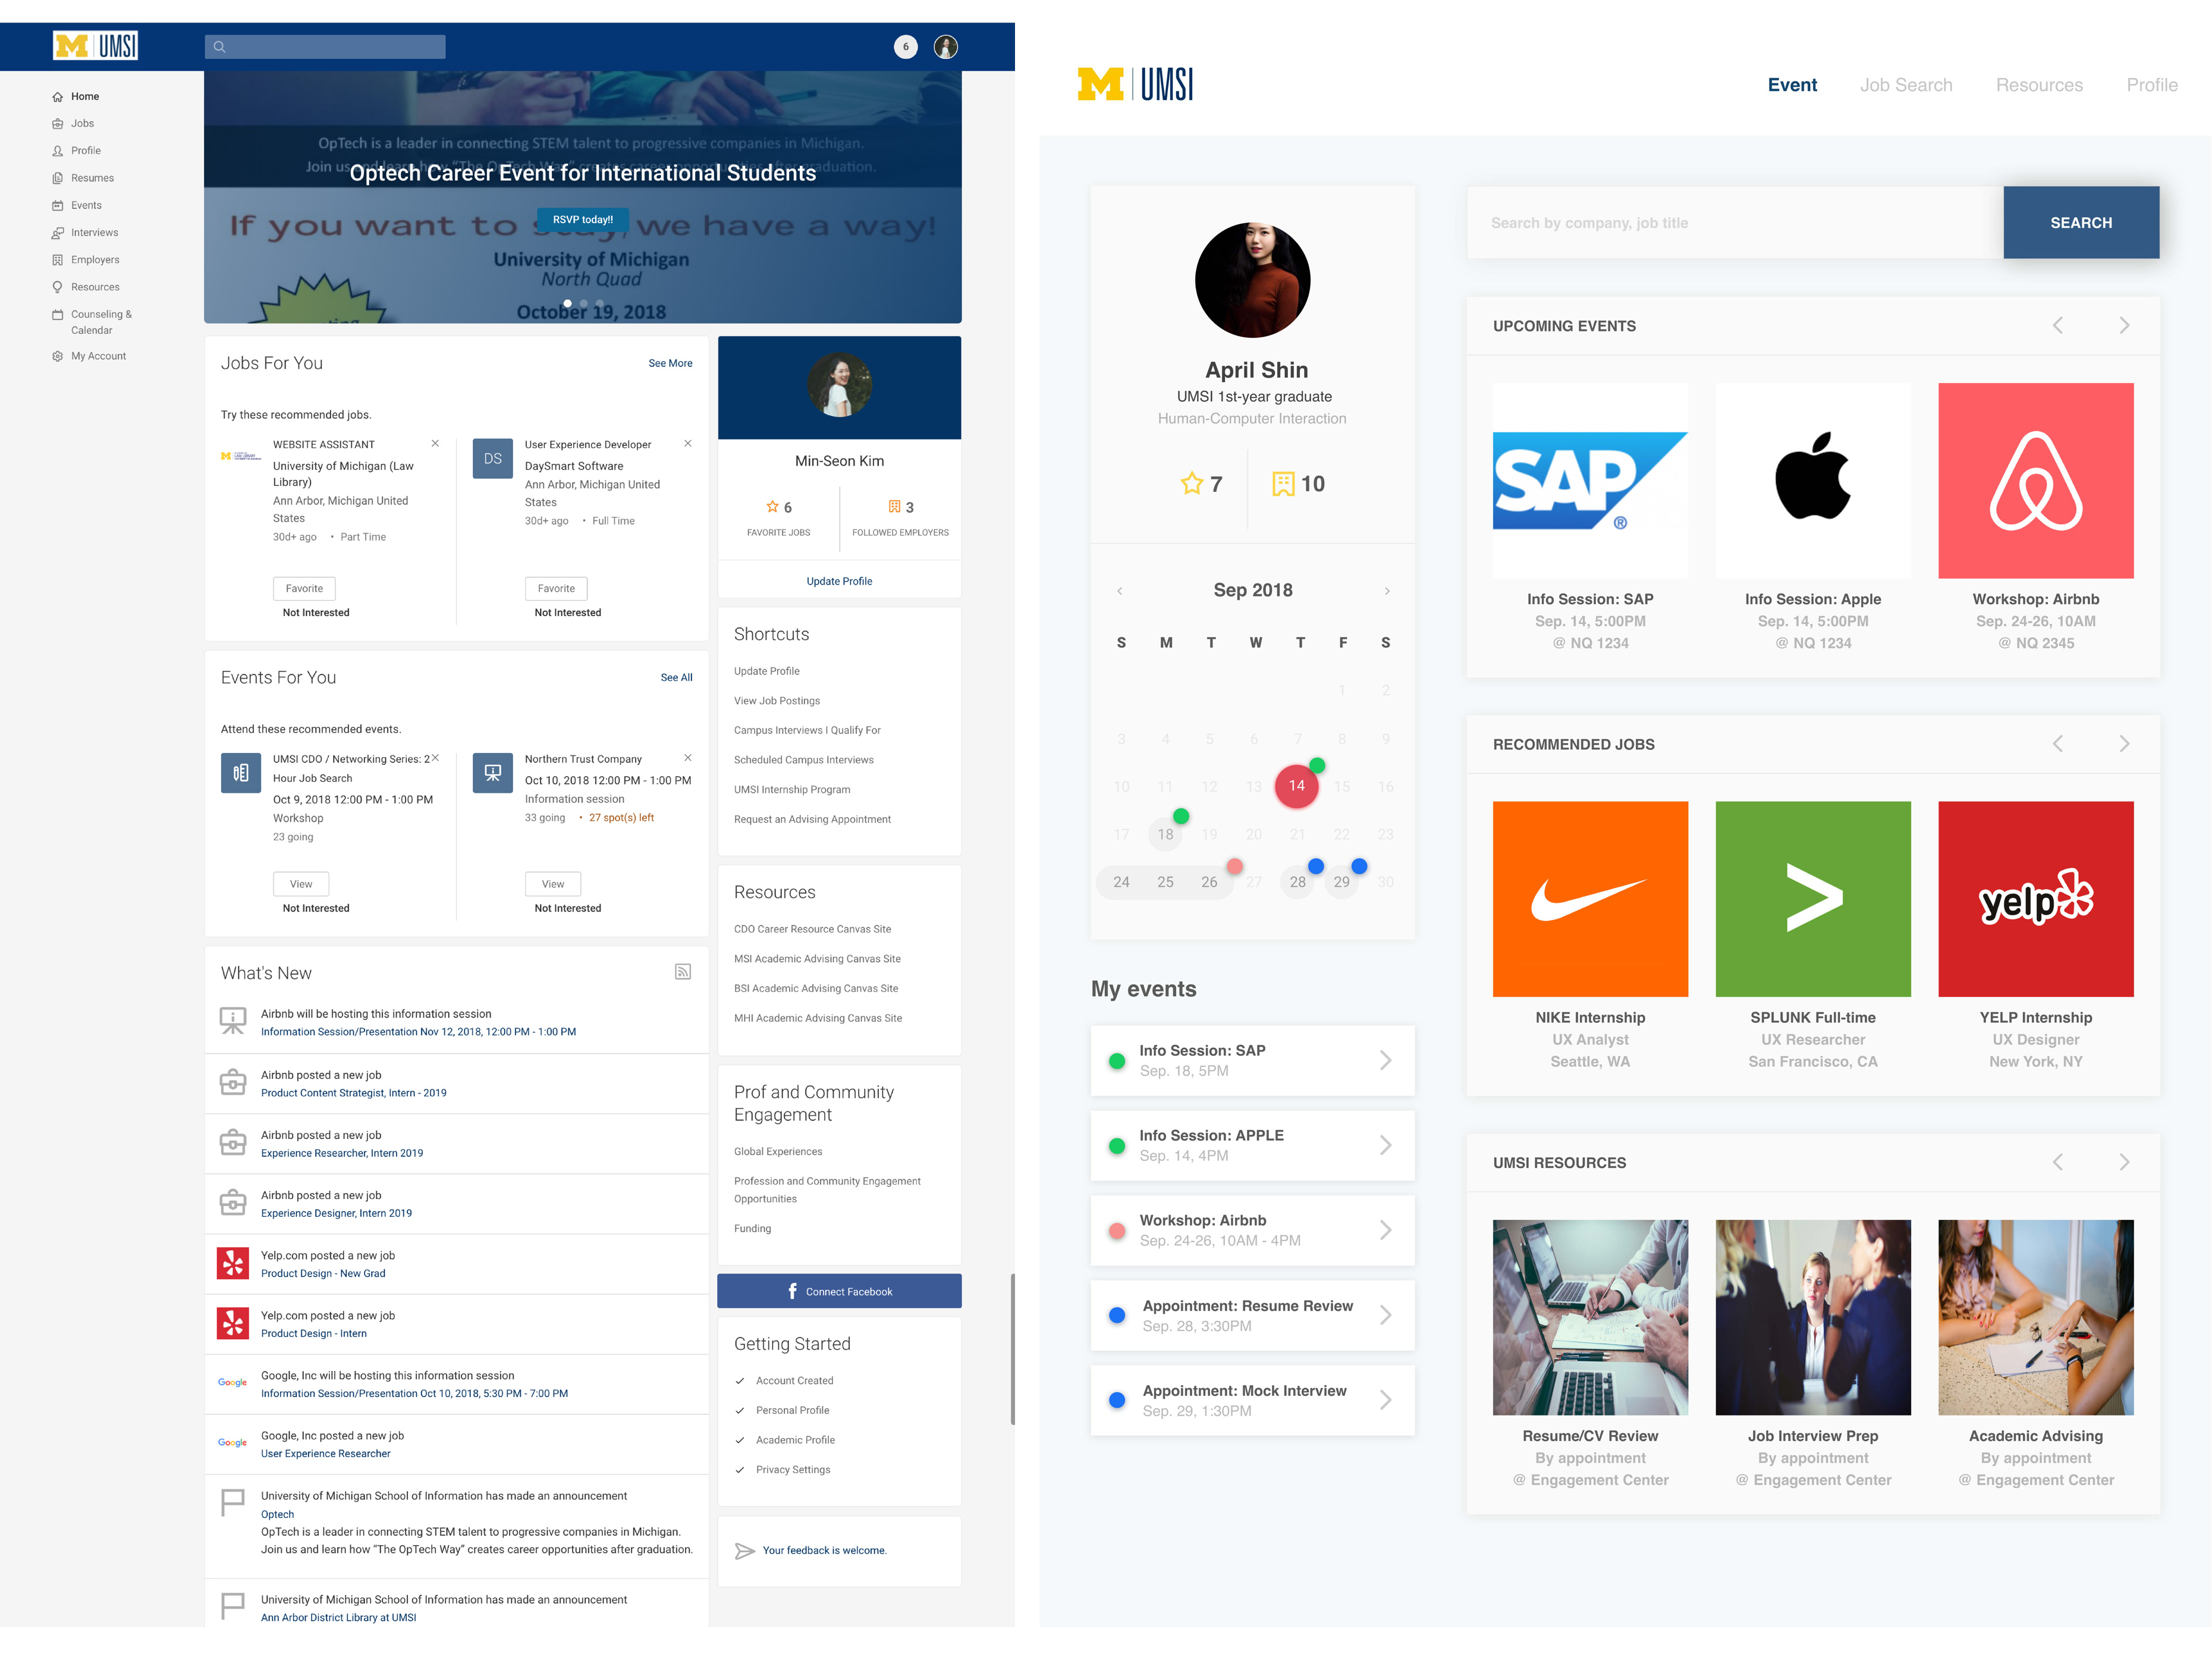 M UMSI
6
Home
Jobs
Profile
Resumes
Events
Interviews
Employers
Resources
Counseling &
Calendar
My Account
OpTech is a leader in connecting STEM talent to progressive companies in Michigan.
Join us and learn how "The OpTech Way" creates career opportunities after graduation.
Optech Career Event for International Students
If you want to stay, we have a way!
RSVP today!!
University of Michigan
North Quad
October 19, 2018
Jobs For You
See More
Try these recommended jobs.
WEBSITE ASSISTANT
University of Michigan (Law
Library)
Ann Arbor, Michigan United
States
30d+ ago • Part Time
Favorite
Not Interested
DS
User Experience Developer
DaySmart Software
Ann Arbor, Michigan United
States
30d+ ago • Full Time
Favorite
Not Interested
Events For You
See All
Attend these recommended events.
UMSI CDO / Networking Series: 2
Hour Job Search
Oct 9, 2018 12:00 PM - 1:00 PM
Workshop
23 going
View
Not Interested
Northern Trust Company
Oct 10, 2018 12:00 PM - 1:00 PM
Information session
33 going • 27 spot(s) left
View
Not Interested
What's New
Airbnb will be hosting this information session
Information Session/Presentation Nov 12, 2018, 12:00 PM - 1:00 PM
Airbnb posted a new job
Product Content Strategist, Intern - 2019
Airbnb posted a new job
Experience Researcher, Intern 2019
Airbnb posted a new job
Experience Designer, Intern 2019
Yelp.com posted a new job
Product Design - New Grad
Yelp.com posted a new job
Product Design - Intern
Google
Google, Inc will be hosting this information session
Information Session/Presentation Oct 10, 2018, 5:30 PM - 7:00 PM
Google
Google, Inc posted a new job
User Experience Researcher
University of Michigan School of Information has made an announcement
Optech
OpTech is a leader in connecting STEM talent to progressive companies in Michigan.
Join us and learn how "The OpTech Way" creates career opportunities after graduation.
University of Michigan School of Information has made an announcement
Ann Arbor District Library at UMSI
Min-Seon Kim
6
FAVORITE JOBS
3
FOLLOWED EMPLOYERS
Update Profile
Shortcuts
Update Profile
View Job Postings
Campus Interviews I Qualify For
Scheduled Campus Interviews
UMSI Internship Program
Request an Advising Appointment
Resources
CDO Career Resource Canvas Site
MSI Academic Advising Canvas Site
BSI Academic Advising Canvas Site
MHI Academic Advising Canvas Site
Prof and Community
Engagement
Global Experiences
Profession and Community Engagement
Opportunities
Funding
f Connect Facebook
Getting Started
Account Created
Personal Profile
Academic Profile
Privacy Settings
Your feedback is welcome.
M UMSI
Event Job Search Resources Profile
April Shin
UMSI 1st-year graduate
Human-Computer Interaction
7 10
Sep 2018
S M T W T F S
1 2
3 4 5 6 7 8 9
10 11 12 13 14 15 16
17 18 19 20 21 22 23
24 25 26 27 28 29 30
My events
Info Session: SAP
Sep. 18, 5PM
Info Session: APPLE
Sep. 14, 4PM
Workshop: Airbnb
Sep. 24-26, 10AM - 4PM
Appointment: Resume Review
Sep. 28, 3:30PM
Appointment: Mock Interview
Sep. 29, 1:30PM
Search by company, job title
SEARCH
UPCOMING EVENTS
SAP®
Info Session: SAP
Sep. 14, 5:00PM
@ NQ 1234
Info Session: Apple
Sep. 14, 5:00PM
@ NQ 1234
Workshop: Airbnb
Sep. 24-26, 10AM
@ NQ 2345
RECOMMENDED JOBS
>
yelp
NIKE Internship
UX Analyst
Seattle, WA
SPLUNK Full-time
UX Researcher
San Francisco, CA
YELP Internship
UX Designer
New York, NY
UMSI RESOURCES
Resume/CV Review
By appointment
@ Engagement Center
Job Interview Prep
By appointment
@ Engagement Center
Academic Advising
By appointment
@ Engagement Center